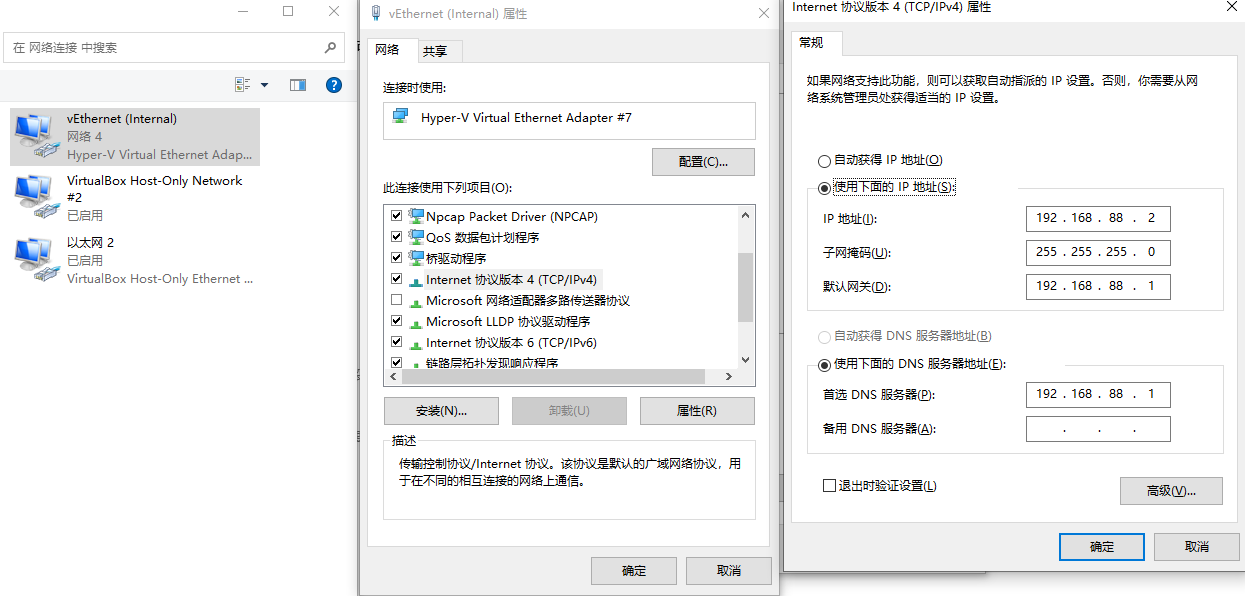 在 网络连接 中搜索
vEthernet (Internal)
网络 4
Hyper-V Virtual Ethernet Adap...
VirtualBox Host-Only Network
#2
已启用
以太网 2
已启用
VirtualBox Host-Only Ethernet ...
vEthernet (Internal) 属性
网络
共享
连接时使用:
Hyper-V Virtual Ethernet Adapter #7
配置(C)...
此连接使用下列项目(O):
Npcap Packet Driver (NPCAP)
QoS 数据包计划程序
桥驱动程序
Internet 协议版本 4 (TCP/IPv4)
Microsoft 网络适配器多路传送器协议
Microsoft LLDP 协议驱动程序
Internet 协议版本 6 (TCP/IPv6)
链路层拓扑发现响应程序
安装(N)...
卸载(U)
属性(R)
描述
传输控制协议/Internet 协议。该协议是默认的广域网络协议，用
于在不同的相互连接的网络上通信。
确定
取消
Internet 协议版本 4 (TCP/IPv4) 属性
常规
如果网络支持此功能，则可以获取自动指派的 IP 设置。否则，你需要从网
络系统管理员处获得适当的 IP 设置。
自动获得 IP 地址(O)
使用下面的 IP 地址(S):
IP 地址(I):
192 . 168 . 88 . 2
子网掩码(U):
255 . 255 . 255 . 0
默认网关(D):
192 . 168 . 88 . 1
自动获得 DNS 服务器地址(B)
使用下面的 DNS 服务器地址(E):
首选 DNS 服务器(P):
192 . 168 . 88 . 1
备用 DNS 服务器(A):
. . .
退出时验证设置(L)
高级(V)...
确定
取消